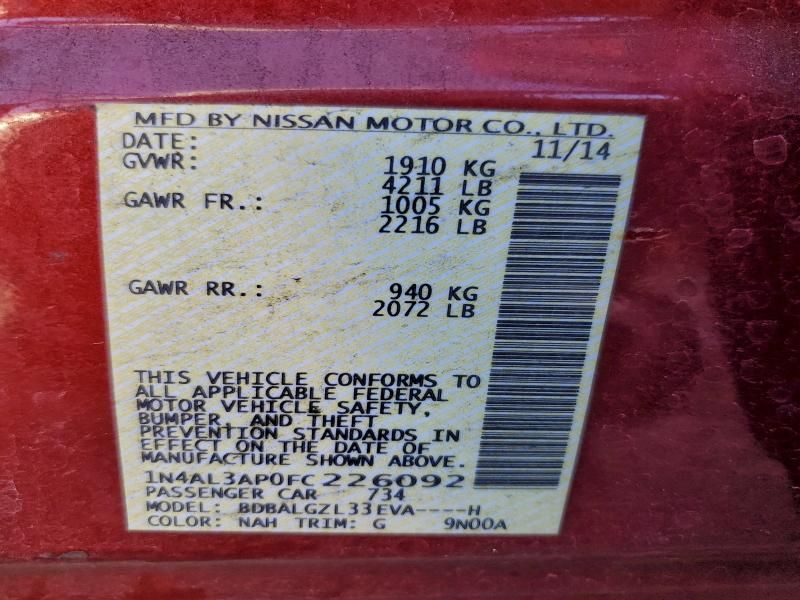 MFD BY NISSAN MOTOR CO., LTD.
DATE: 11/14
GVWR: 1910 KG
4211 LB
GAWR FR.: 1005 KG
2216 LB
GAWR RR.: 940 KG
2072 LB
THIS VEHICLE CONFORMS TO
ALL APPLICABLE FEDERAL
MOTOR VEHICLE SAFETY,
BUMPER, AND THEFT
PREVENTION STANDARDS IN
EFFECT ON THE DATE OF
MANUFACTURE SHOWN ABOVE.
1N4AL3AP0FC226092
PASSENGER CAR 734
MODEL: BDBALGZL33EVA----H
COLOR: NAH TRIM: G 9N00A